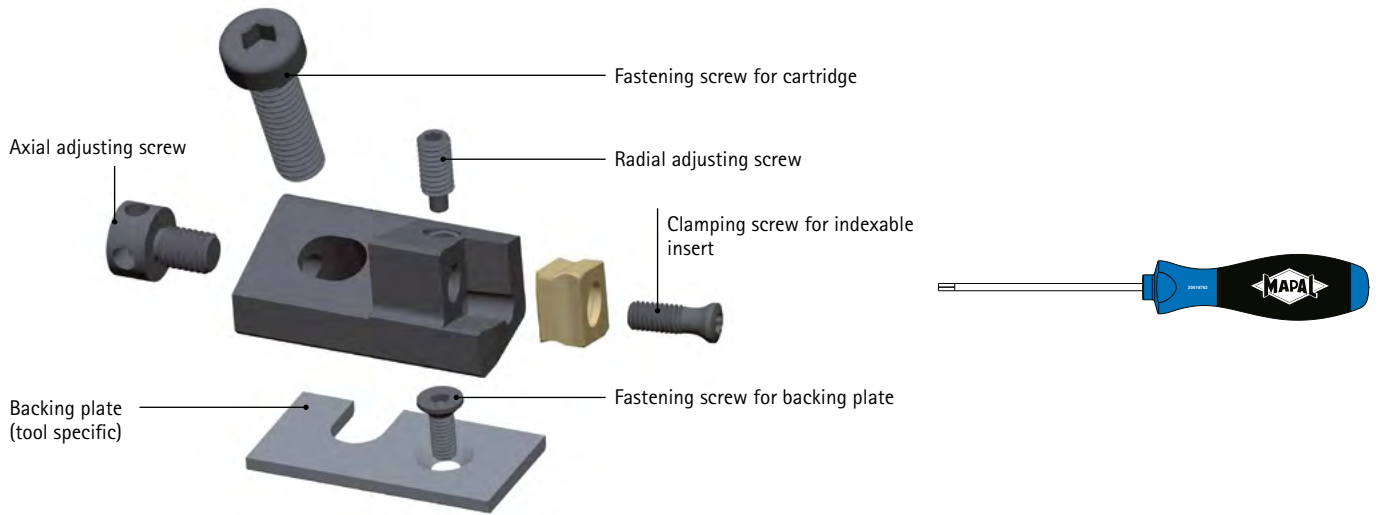 Fastening screw for cartridge
Axial adjusting screw
Radial adjusting screw
Clamping screw for indexable
insert
MAPAL
Backing plate
(tool specific)
Fastening screw for backing plate